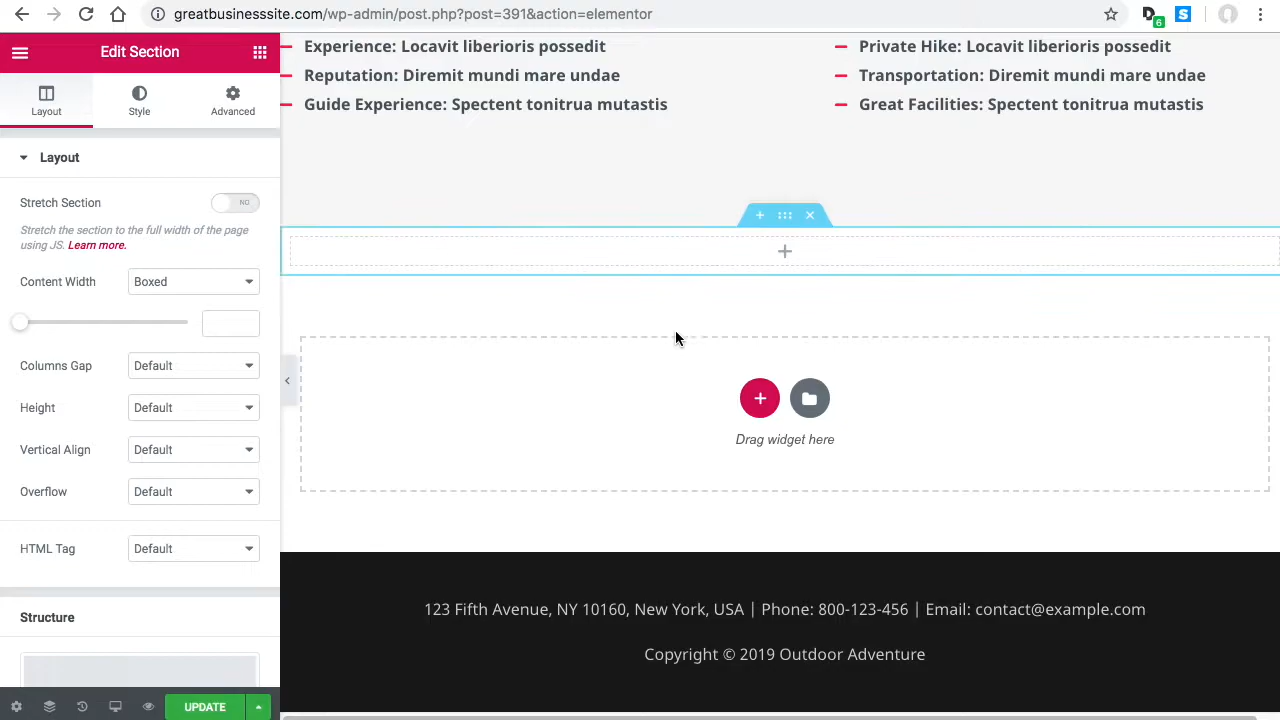 greatbusinesssite.com/wp-admin/post.php?post=391&action=elementor
6
Edit Section
Layout
Style
Advanced
Layout
Stretch Section
NO
Stretch the section to the full width of the page
using JS. Learn more.
Content Width
Boxed
Columns Gap
Default
Height
Default
Vertical Align
Default
Overflow
Default
HTML Tag
Default
Structure
UPDATE
Experience: Locavit liberioris possedit
Reputation: Diremit mundi mare undae
Guide Experience: Spectent tonitrua mutastis
Private Hike: Locavit liberioris possedit
Transportation: Diremit mundi mare undae
Great Facilities: Spectent tonitrua mutastis
Drag widget here
123 Fifth Avenue, NY 10160, New York, USA | Phone: 800-123-456 | Email: contact@example.com
Copyright © 2019 Outdoor Adventure